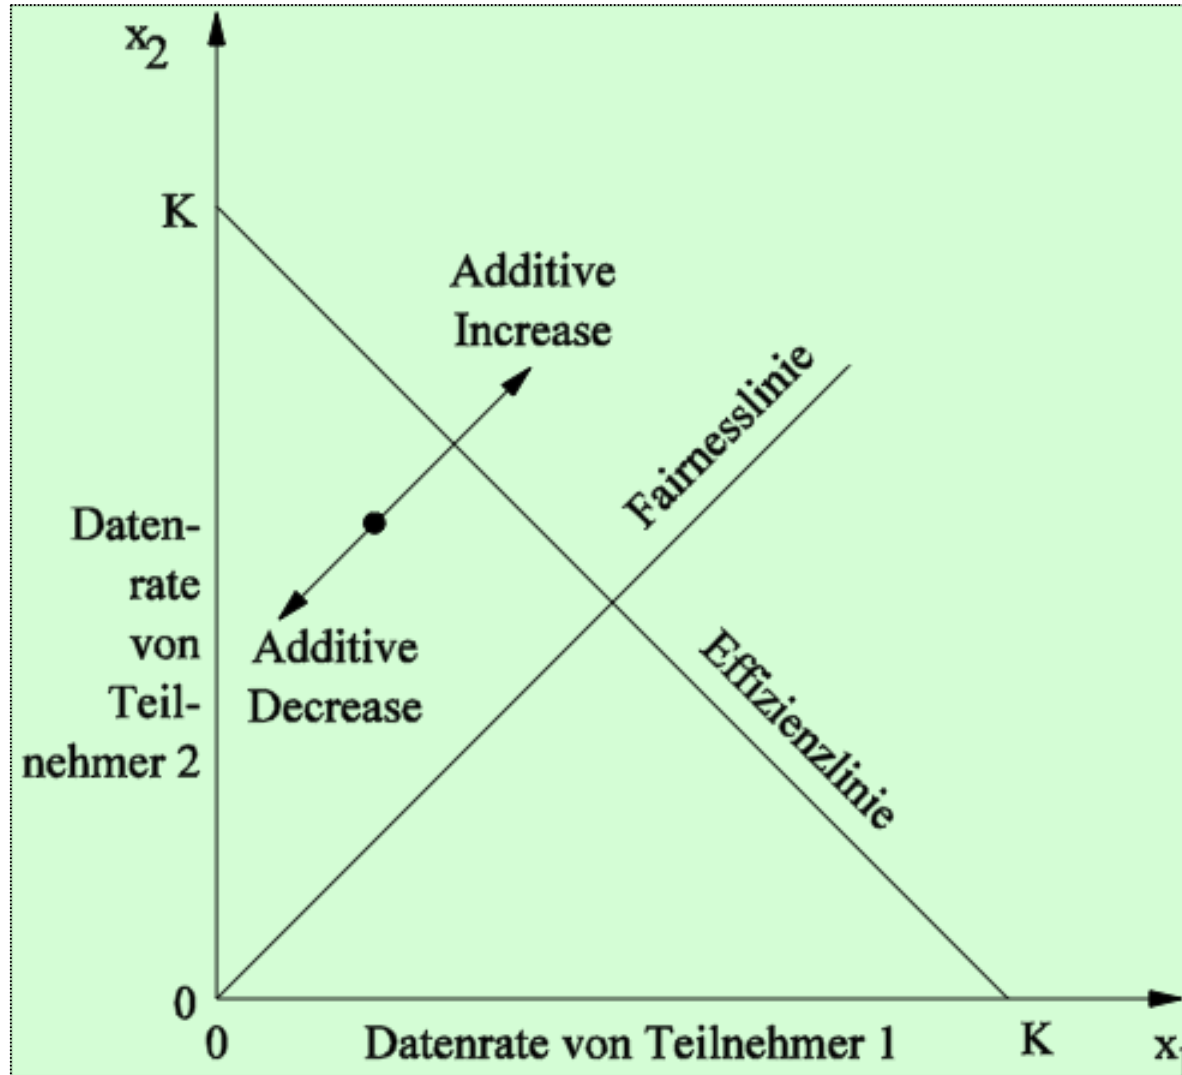 x2
K
Additive
Increase
Fairnesslinie
Daten-
rate
von
Teil-
nehmer 2
Additive
Decrease
Effizienzlinie
0
0
Datenrate von Teilnehmer 1
K
x